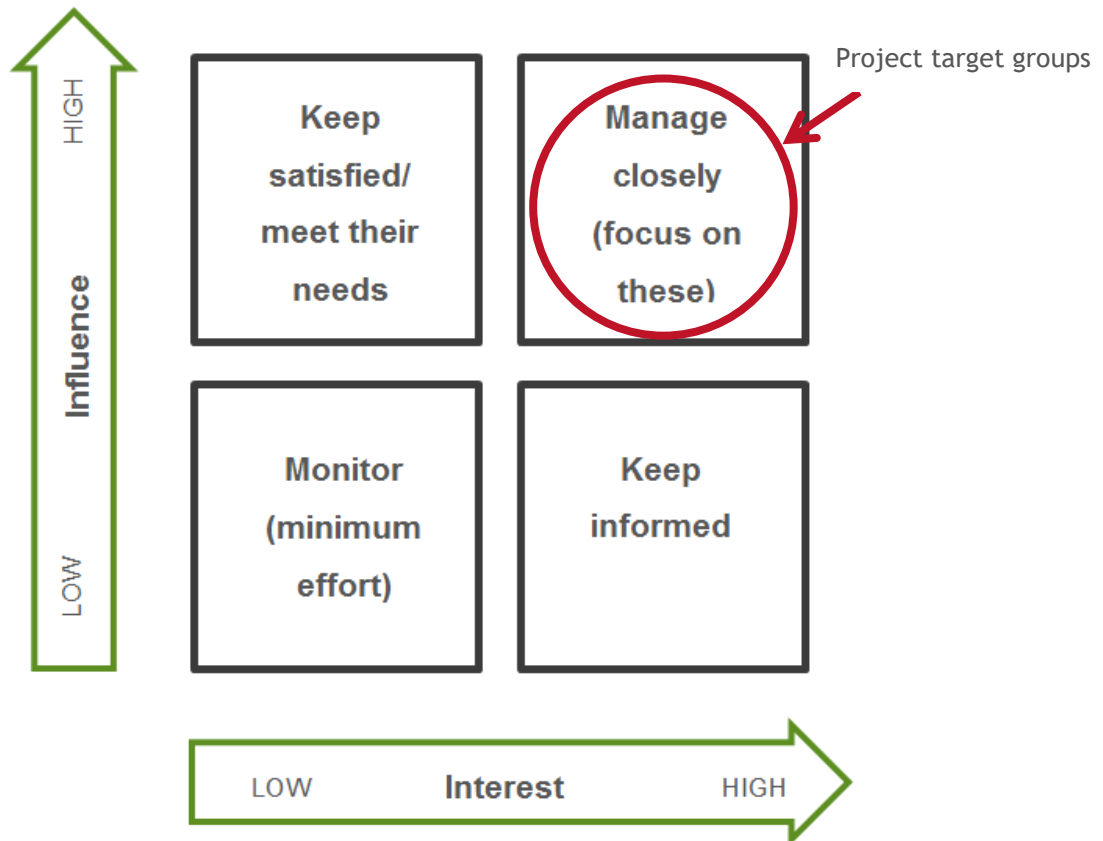 Project target groups
HIGH
Keep
satisfied/
meet their
needs
Manage
closely
(focus on
these)
Influence
Monitor
(minimum
effort)
Keep
informed
LOW
LOW
Interest
HIGH